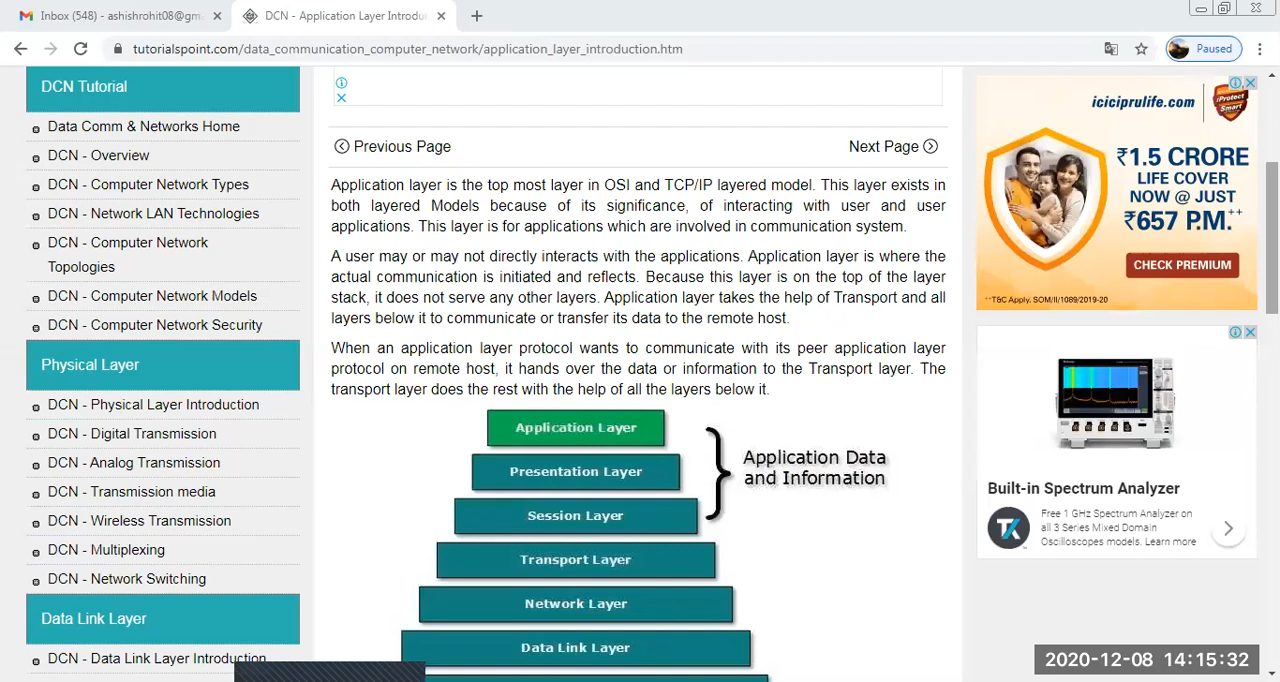 Inbox (548) - ashishrohit08@gm
DCN - Application Layer Introdu
tutorialspoint.com/data_communication_computer_network/application_layer_introduction.htm
Paused
DCN Tutorial
Data Comm & Networks Home
DCN - Overview
DCN - Computer Network Types
DCN - Network LAN Technologies
DCN - Computer Network
Topologies
DCN - Computer Network Models
DCN - Computer Network Security
Physical Layer
DCN - Physical Layer Introduction
DCN - Digital Transmission
DCN - Analog Transmission
DCN - Transmission media
DCN - Wireless Transmission
DCN - Multiplexing
DCN - Network Switching
Data Link Layer
DCN - Data Link Layer Introduction
Previous Page
Next Page
Application layer is the top most layer in OSI and TCP/IP layered model. This layer exists in
both layered Models because of its significance, of interacting with user and user
applications. This layer is for applications which are involved in communication system.
A user may or may not directly interacts with the applications. Application layer is where the
actual communication is intiated and reflects. Because this layer is on the top of the layer
stack, it does not serve any other layers. Application layer takes the help of Transport and all
layers below it to communicate or transfer its data to the remote host.
When an application layer protocol wants to communicate with its peer application layer
protocol on remote host, it hands over the data or information to the Transport layer. The
transport layer does the rest with the help of all the layers below it.
Application Layer
Presentation Layer
Session Layer
Transport Layer
Network Layer
Data Link Layer
Application Data
and Information
iciciprulife.com
iProtect
Smart
₹1.5 CRORE
LIFE COVER
NOW @ JUST
₹657 P.M.++
CHECK PREMIUM
++T&C Apply. SOM/II/1089/2019-20
Built-in Spectrum Analyzer
Free 1 GHz Spectrum Analyzer on
all 3 Series Mixed Domain
Oscilloscopes models. Learn more
2020-12-08 14:15:32